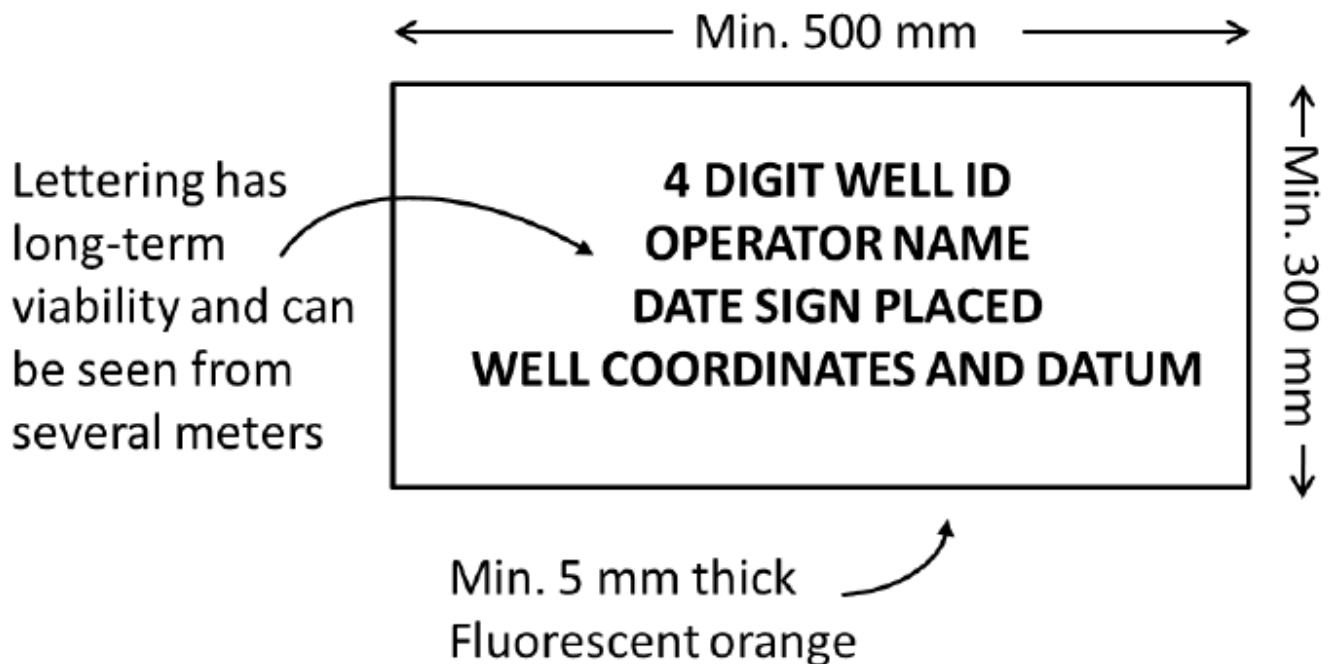 Min. 500 mm
4 DIGIT WELL ID
OPERATOR NAME
DATE SIGN PLACED
WELL COORDINATES AND DATUM
Min. 300 mm
Lettering has
long-term
viability and can
be seen from
several meters
Min. 5 mm thick
Fluorescent orange